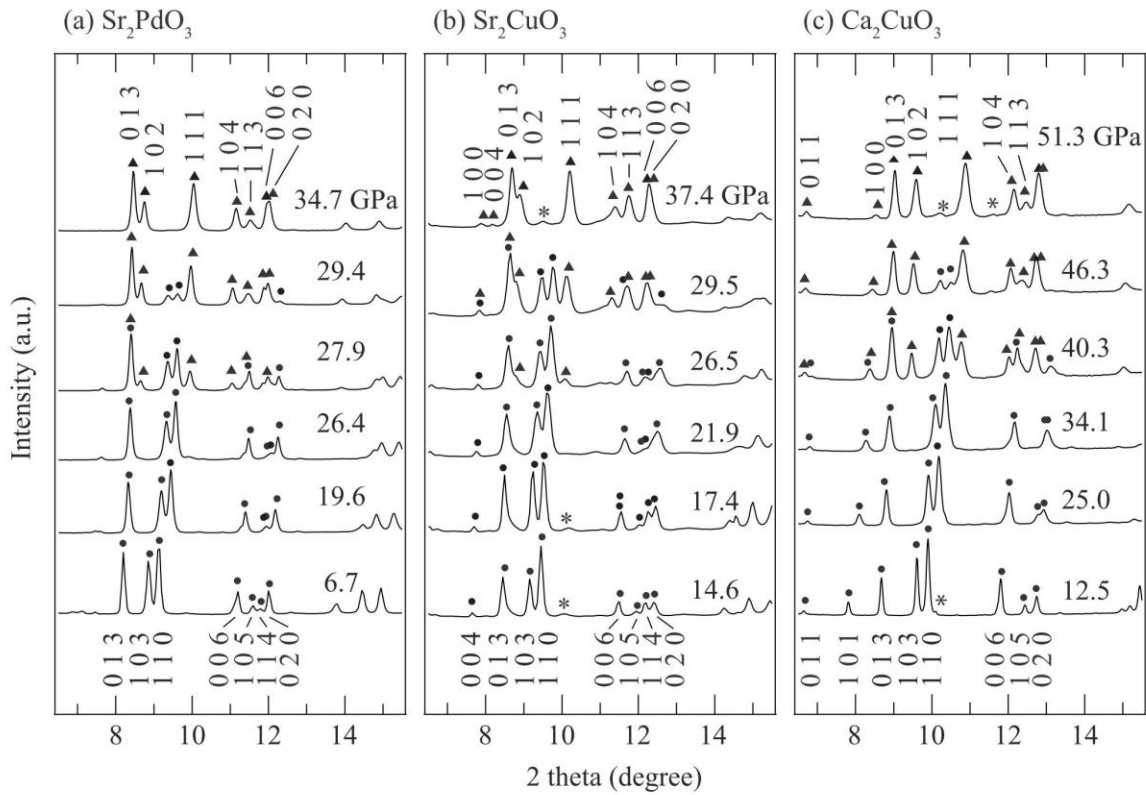 (a) Sr₂PdO₃
0 1 3
1 0 2
1 1 1
1 0 4
1 1 3
0 0 6
0 2 0
34.7 GPa
29.4
27.9
26.4
19.6
6.7
0 1 3
1 0 3
1 1 0
0 0 6
1 0 5
1 1 4
0 2 0
8 10 12 14
(b) Sr₂CuO₃
1 0 0
0 0 4
0 1 3
1 0 2
1 1 1
1 0 4
1 1 3
0 0 6
0 2 0
37.4 GPa
*
29.5
26.5
21.9
17.4
*
14.6
*
0 0 4
0 1 3
1 0 3
1 1 0
0 0 6
1 0 5
1 1 4
0 2 0
8 10 12 14
(c) Ca₂CuO₃
0 1 1
1 0 0
0 1 3
1 0 2
1 1 1
1 0 4
1 1 3
51.3 GPa
* *
46.3
40.3
34.1
25.0
12.5
*
0 1 1
1 0 1
0 1 3
1 0 3
1 1 0
0 0 6
1 0 5
0 2 0
8 10 12 14
Intensity (a.u.)
2 theta (degree)